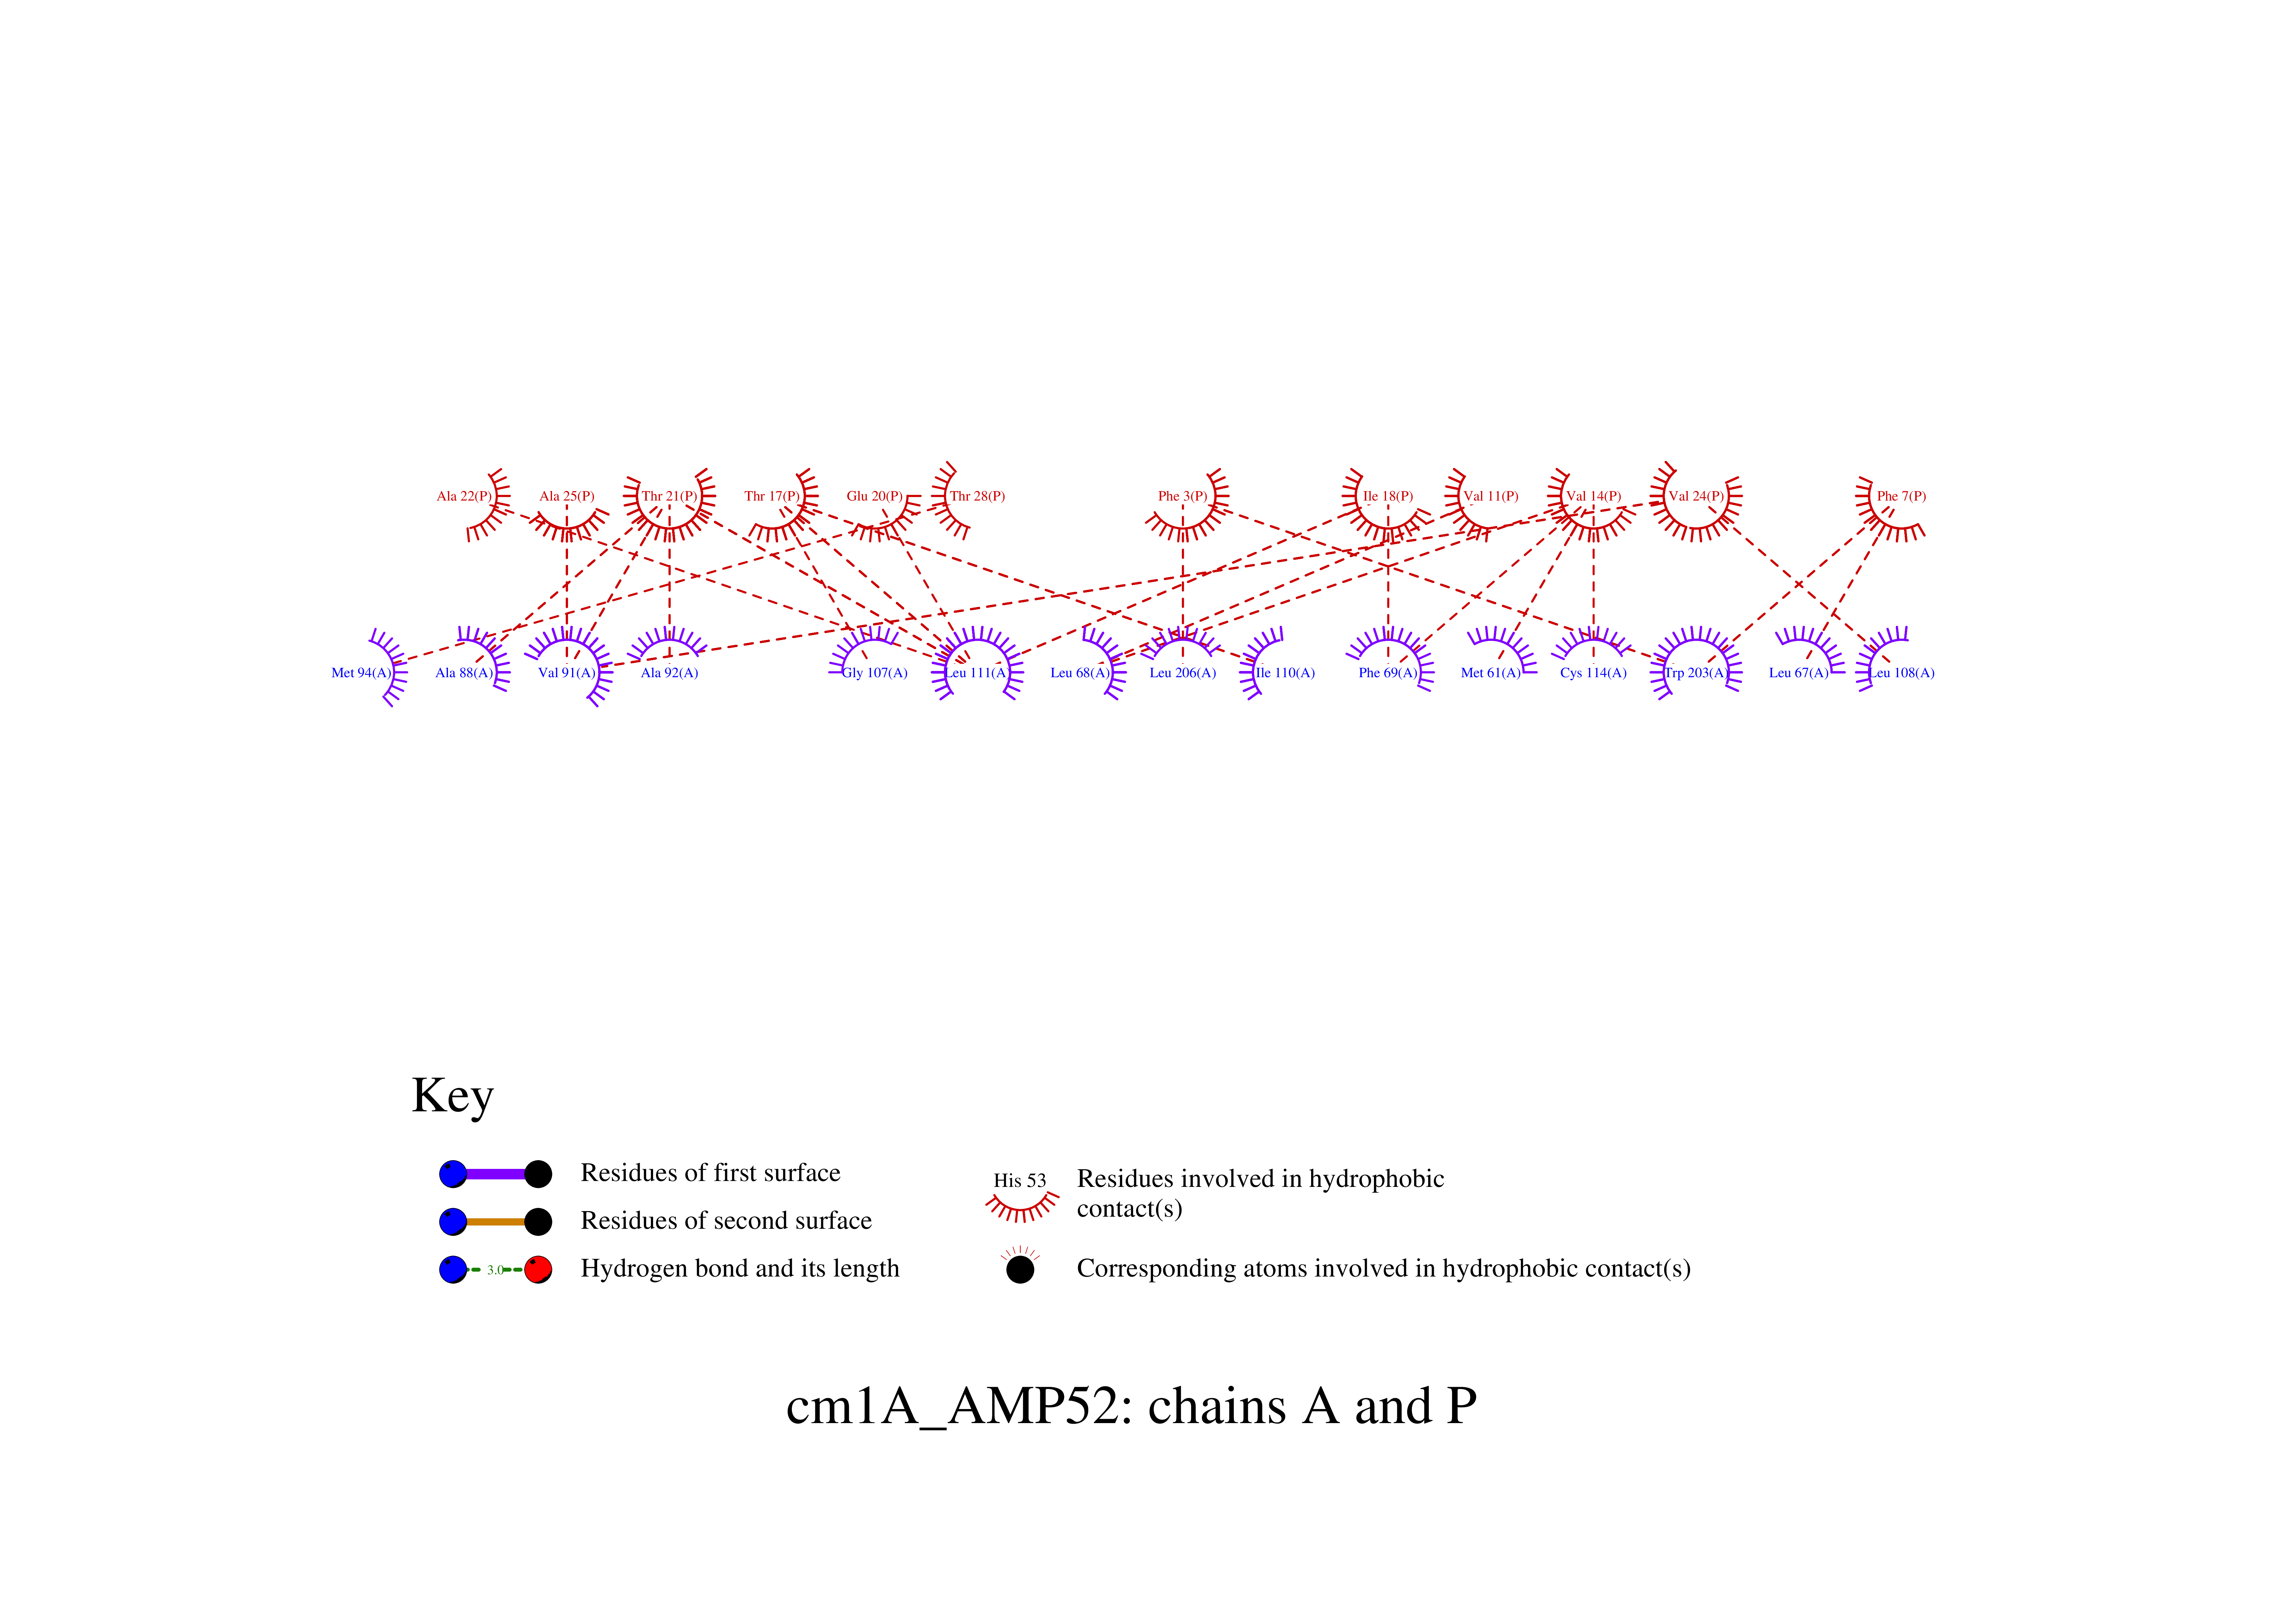 Ala 22(P) Ala 25(P) Thr 21(P) Thr 17(P) Glu 20(P) Thr 28(P) Phe 3(P) Ile 18(P) Val 11(P) Val 14(P) Val 24(P) Phe 7(P)
Met 94(A) Ala 88(A) Val 91(A) Ala 92(A) Gly 107(A) Leu 111(A) Leu 68(A) Leu 206(A) Ile 110(A) Phe 69(A) Met 61(A) Cys 114(A) Trp 203(A) Leu 67(A) Leu 108(A)
Key
Residues of first surface
Residues of second surface
3.0 Hydrogen bond and its length
His 53 Residues involved in hydrophobic
contact(s)
Corresponding atoms involved in hydrophobic contact(s)
cm1A_AMP52: chains A and P